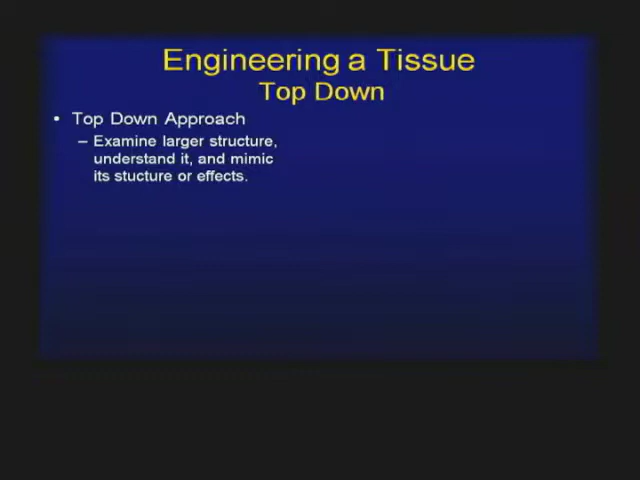 Engineering a Tissue
Top Down
• Top Down Approach
– Examine larger structure,
understand it, and mimic
its stucture or effects.